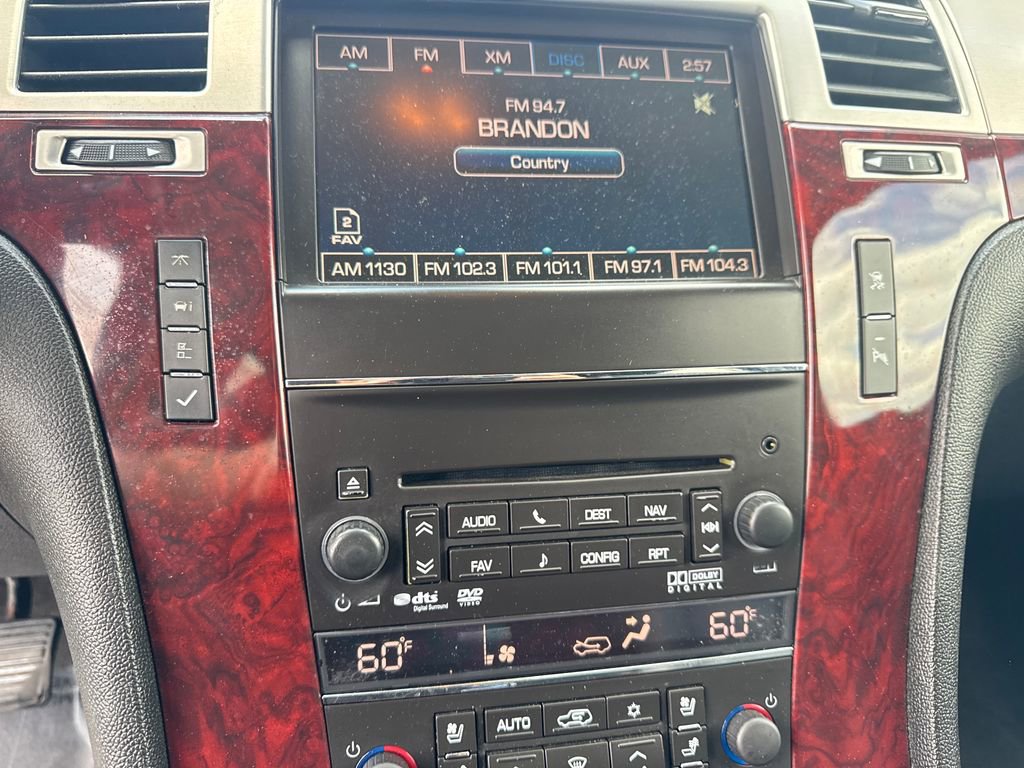 AM FM XM DISC AUX 2:57
FM 94.7
BRANDON
Country
2
FAV
AM 1130 FM 102.3 FM 101.1 FM 97.1 FM 104.3
AUDIO DEST NAV
FAV CONFIG RPT
dts
Digital Surround
DVD
VIDEO
DOLBY
DIGITAL
60°F 60°F
AUTO